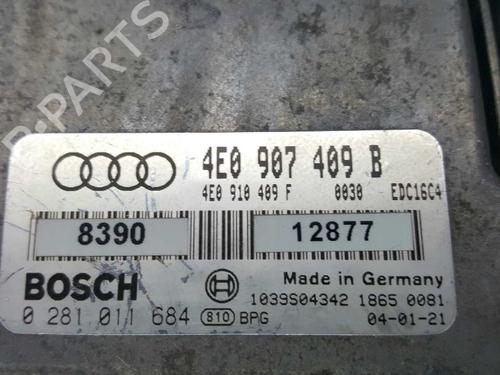 B-PARTS
4E0 907 409 B
4E0 910 409 F 0030 EDC16C4
8390 12877
BOSCH Made in Germany
1039S04342 1865 0081
0 281 011 684 810 BPG 04-01-21